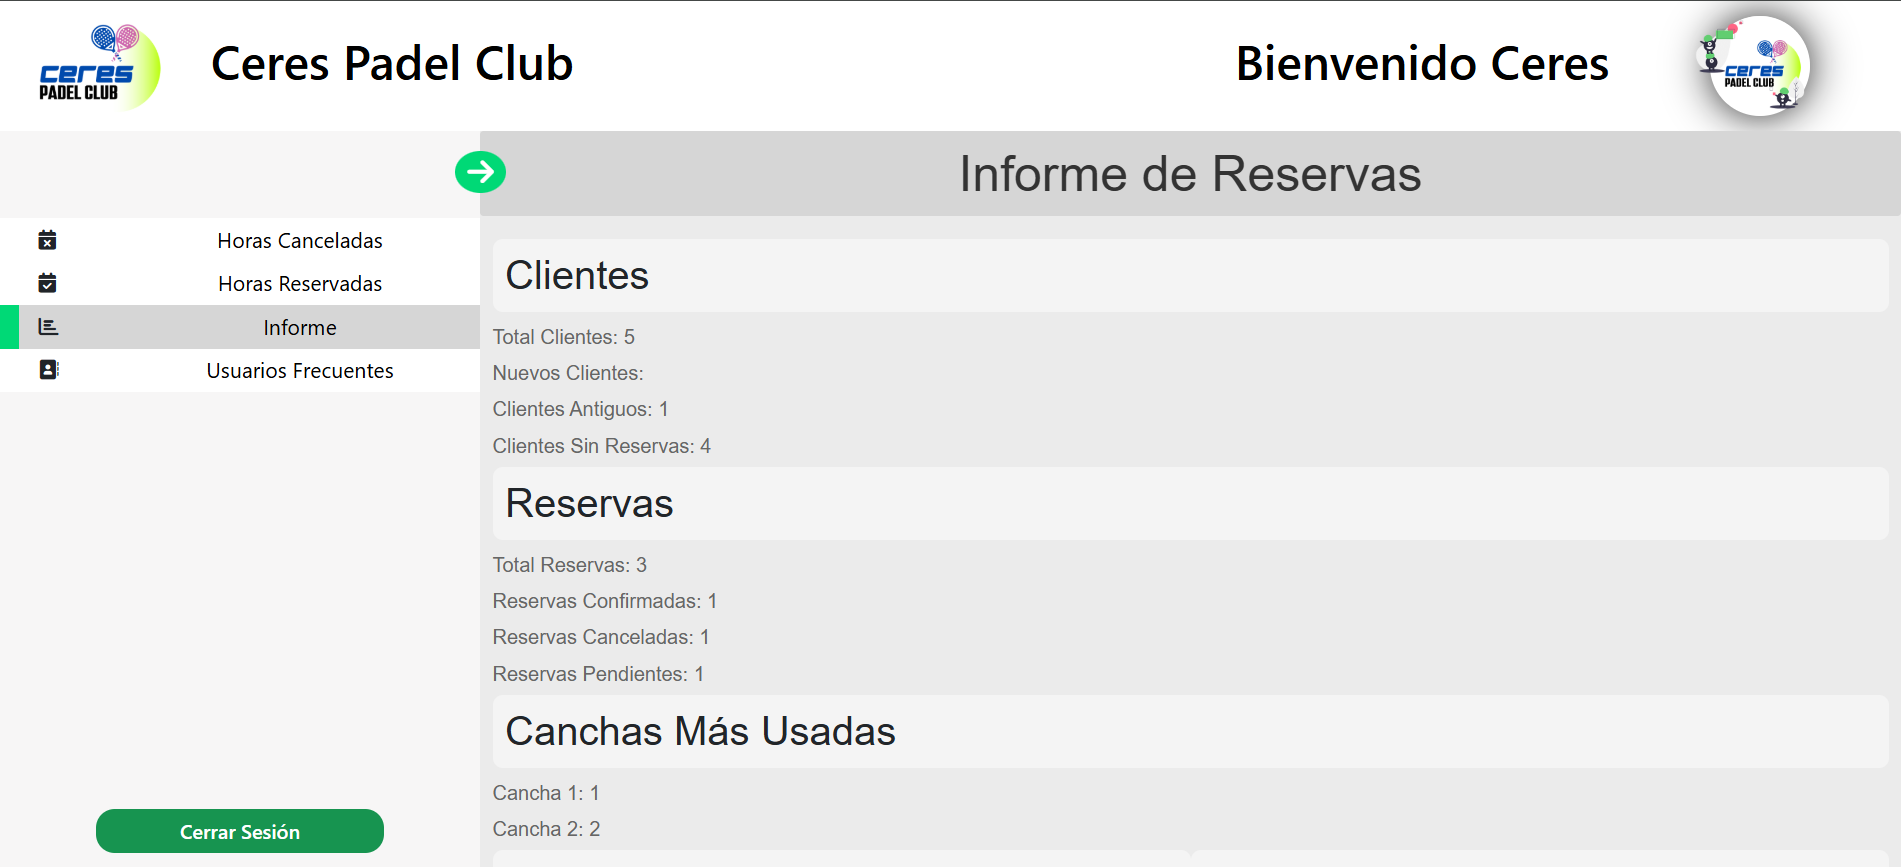 ceres
PADEL CLUB
Ceres Padel Club
Bienvenido Ceres
ceres
PADEL CLUB
Informe de Reservas
Horas Canceladas
Horas Reservadas
Informe
Usuarios Frecuentes
Cerrar Sesión
Clientes
Total Clientes: 5
Nuevos Clientes:
Clientes Antiguos: 1
Clientes Sin Reservas: 4
Reservas
Total Reservas: 3
Reservas Confirmadas: 1
Reservas Canceladas: 1
Reservas Pendientes: 1
Canchas Más Usadas
Cancha 1: 1
Cancha 2: 2